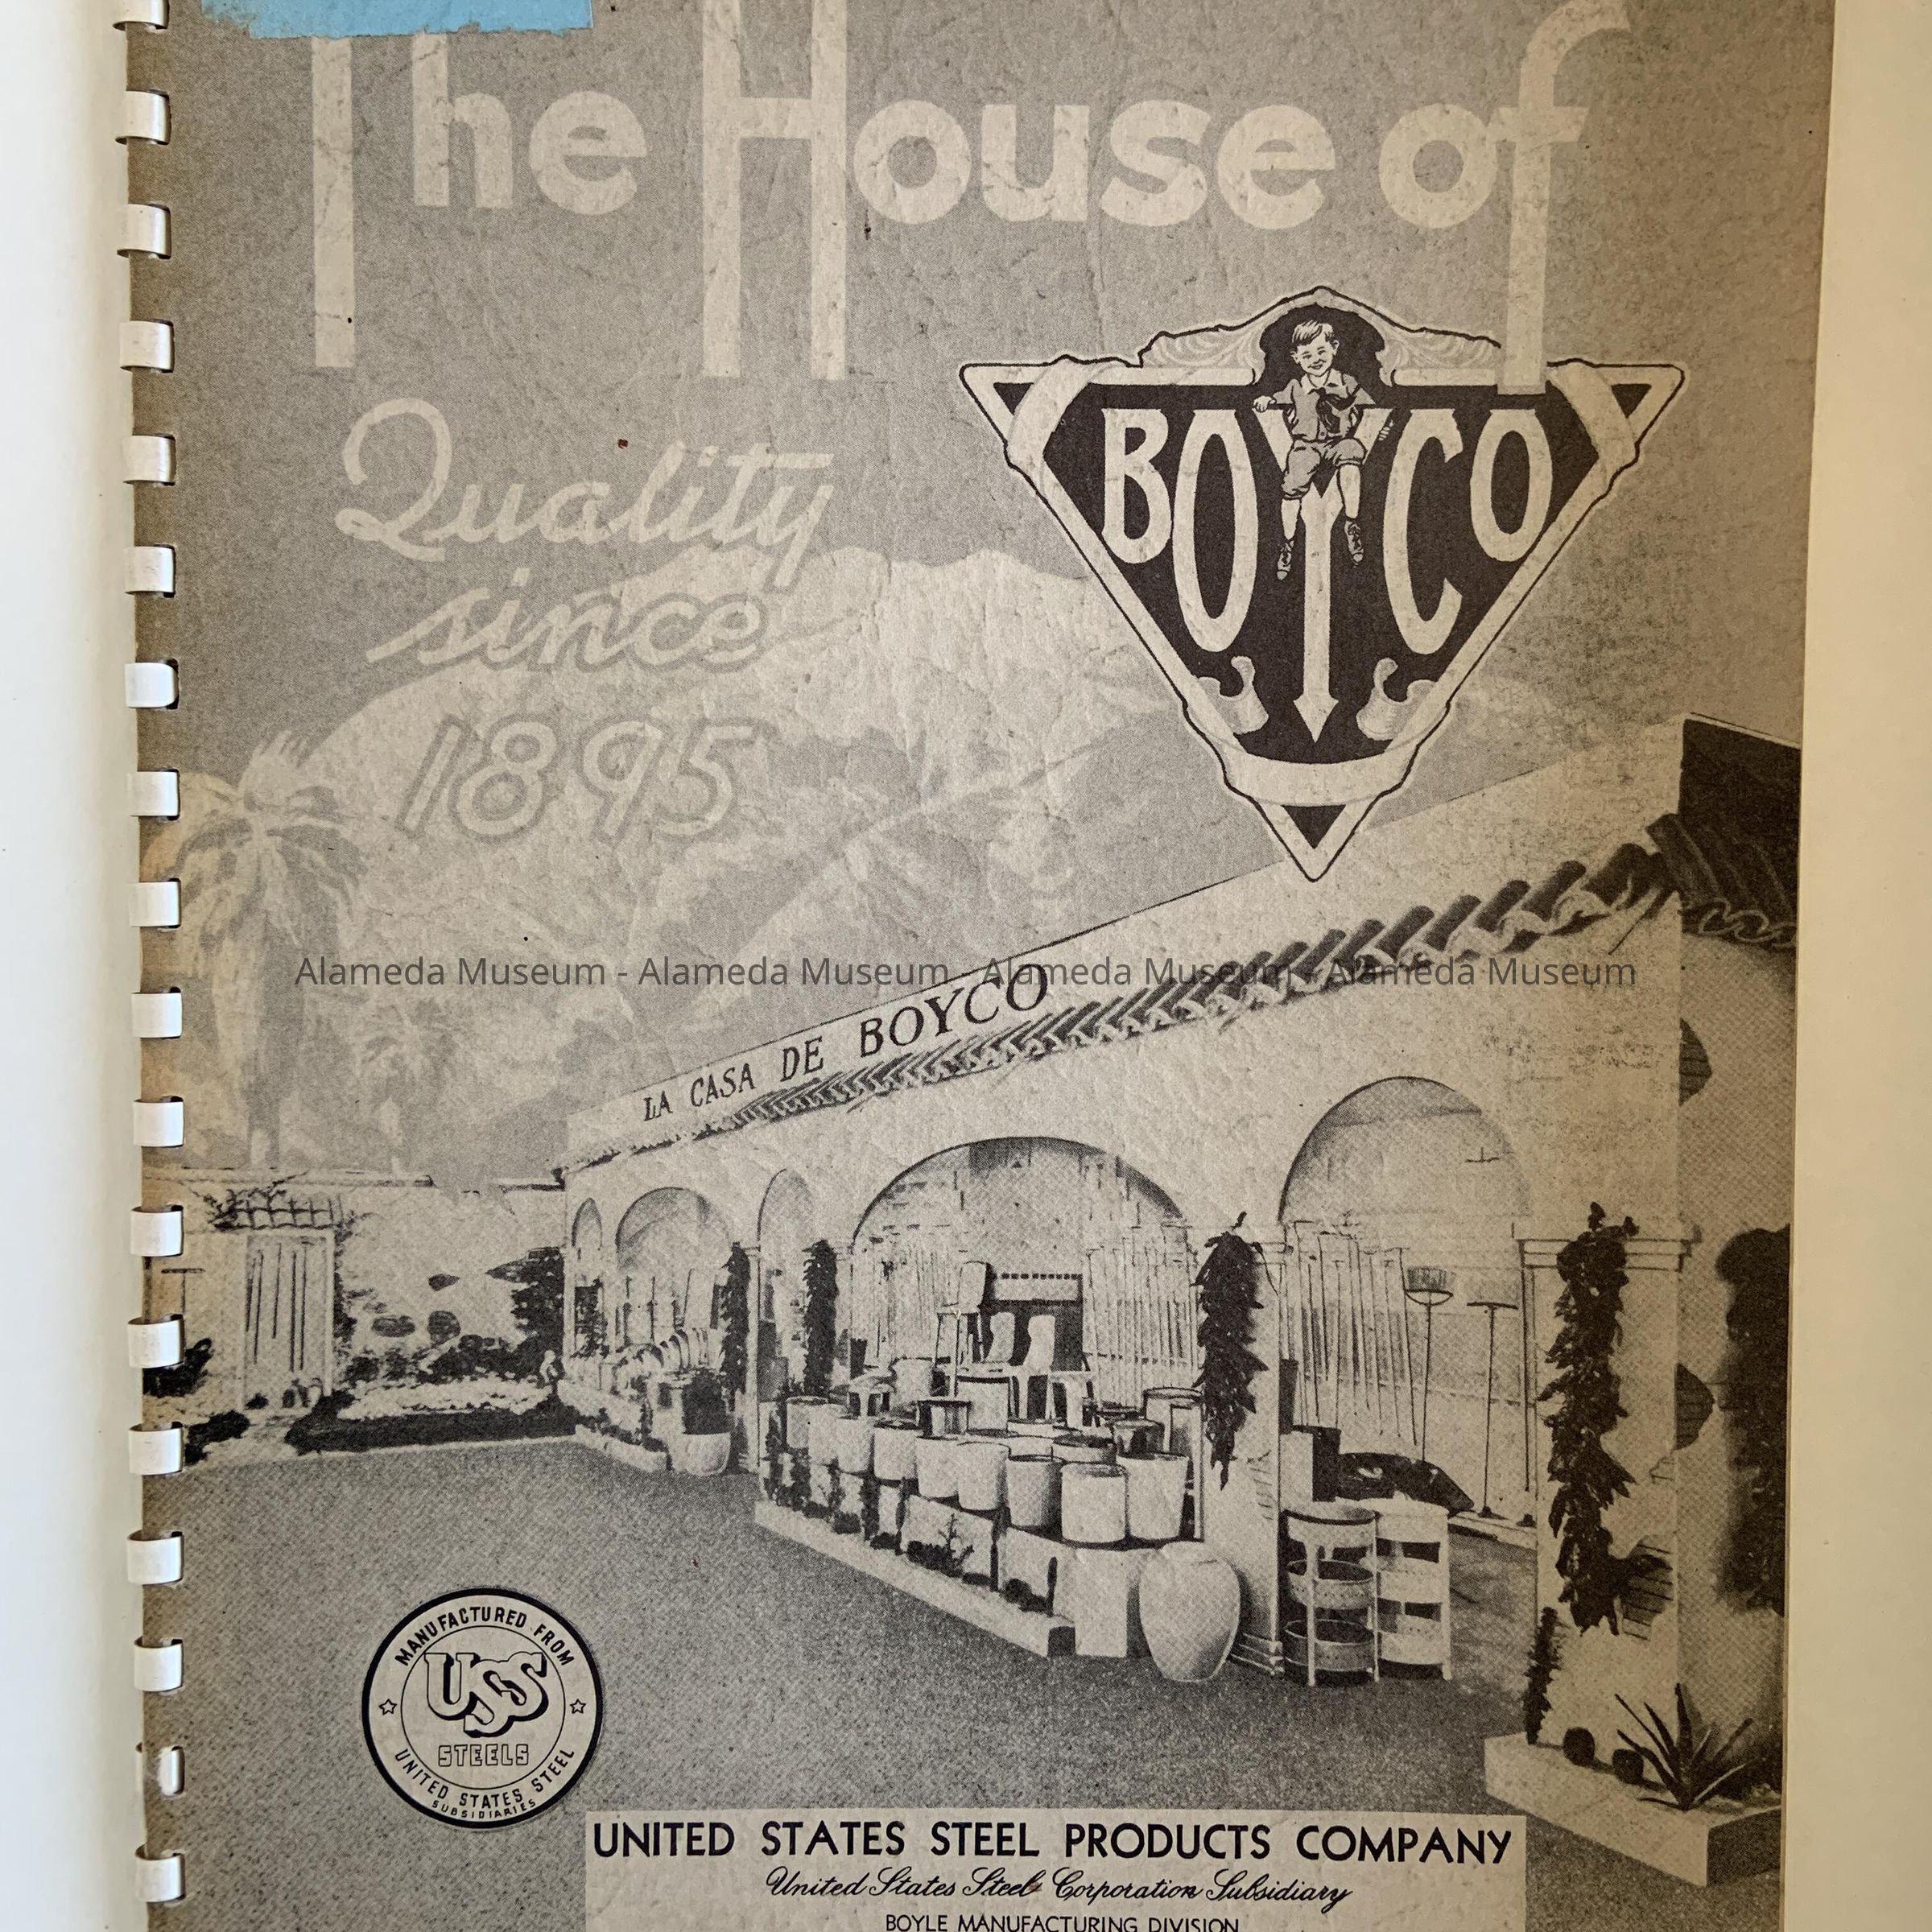 The House of
BOYCO
Quality
since
1895
Alameda Museum - Alameda Museum - Alameda Museum - Alameda Museum
LA CASA DE BOYCO
MANUFACTURED FROM
USS
STEELS
UNITED STATES STEEL
SUBSIDIARIES
UNITED STATES STEEL PRODUCTS COMPANY
United States Steel Corporation Subsidiary
BOYLE MANUFACTURING DIVISION